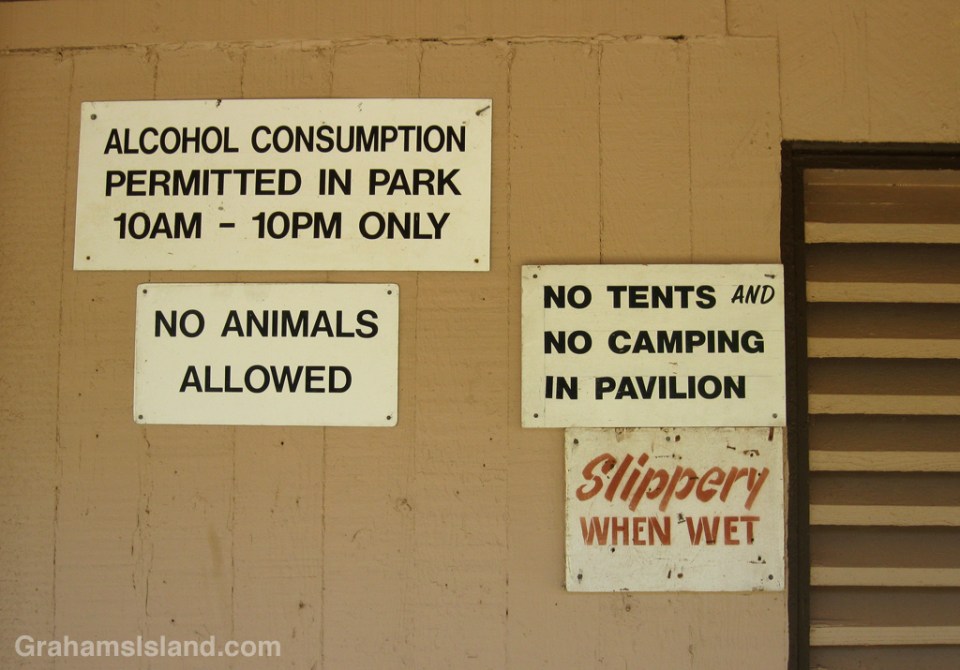 ALCOHOL CONSUMPTION
PERMITTED IN PARK
10AM - 10PM ONLY
NO ANIMALS
ALLOWED
NO TENTS AND
NO CAMPING
IN PAVILION
Slippery
WHEN WET
GrahamsIsland.com